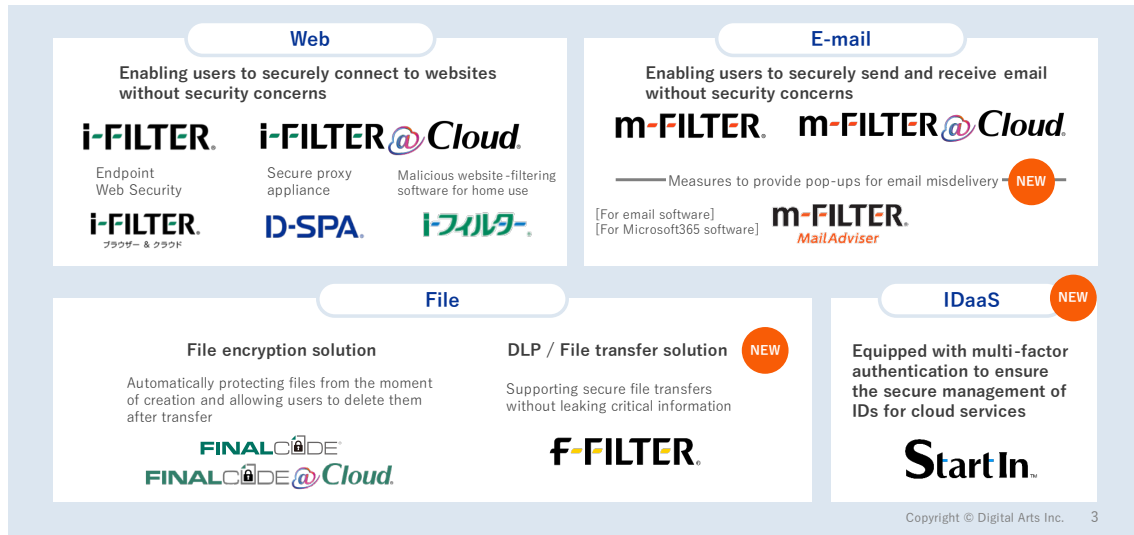 Web
Enabling users to securely connect to websites
without security concerns
i-FILTER®
i-FILTER@Cloud®
Endpoint
Web Security
Secure proxy
appliance
Malicious website-filtering
software for home use
i-FILTER®
ブラウザー & クラウド
D-SPA®
i-フィルター®
E-mail
Enabling users to securely send and receive email
without security concerns
m-FILTER®
m-FILTER@Cloud®
Measures to provide pop-ups for email misdelivery
NEW
[For email software]
[For Microsoft365 software]
m-FILTER®
MailAdviser
File
File encryption solution
Automatically protecting files from the moment
of creation and allowing users to delete them
after transfer
FINALCODE®
FINALCODE@Cloud®
DLP / File transfer solution
NEW
Supporting secure file transfers
without leaking critical information
f-FILTER®
IDaaS
NEW
Equipped with multi-factor
authentication to ensure
the secure management of
IDs for cloud services
StartIn™
Copyright © Digital Arts Inc.
3